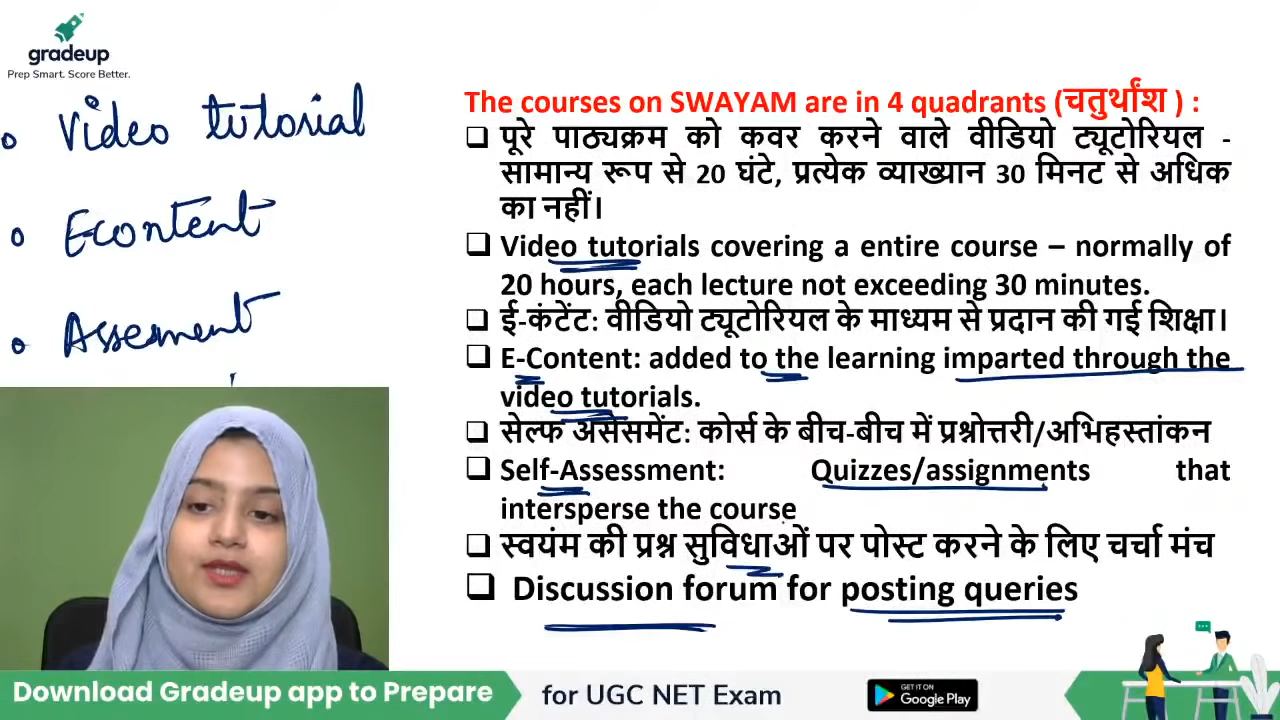 gradeup
Prep Smart. Score Better.
Video tutorial
Econtent
Assesment
The courses on SWAYAM are in 4 quadrants (चतुर्थांश ) :
पूरे पाठ्यक्रम को कवर करने वाले वीडियो ट्यूटोरियल -
सामान्य रूप से 20 घंटे, प्रत्येक व्याख्यान 30 मिनट से अधिक
का नहीं।
Video tutorials covering a entire course – normally of
20 hours, each lecture not exceeding 30 minutes.
ई-कंटेंट: वीडियो ट्यूटोरियल के माध्यम से प्रदान की गई शिक्षा।
E-Content: added to the learning imparted through the
video tutorials.
सेल्फ असेसमेंट: कोर्स के बीच-बीच में प्रश्नोत्तरी/अभिहस्तांकन
Self-Assessment: Quizzes/assignments that
intersperse the course
स्वयंम की प्रश्न सुविधाओं पर पोस्ट करने के लिए चर्चा मंच
Discussion forum for posting queries
Download Gradeup app to Prepare for UGC NET Exam
GET IT ON
Google Play